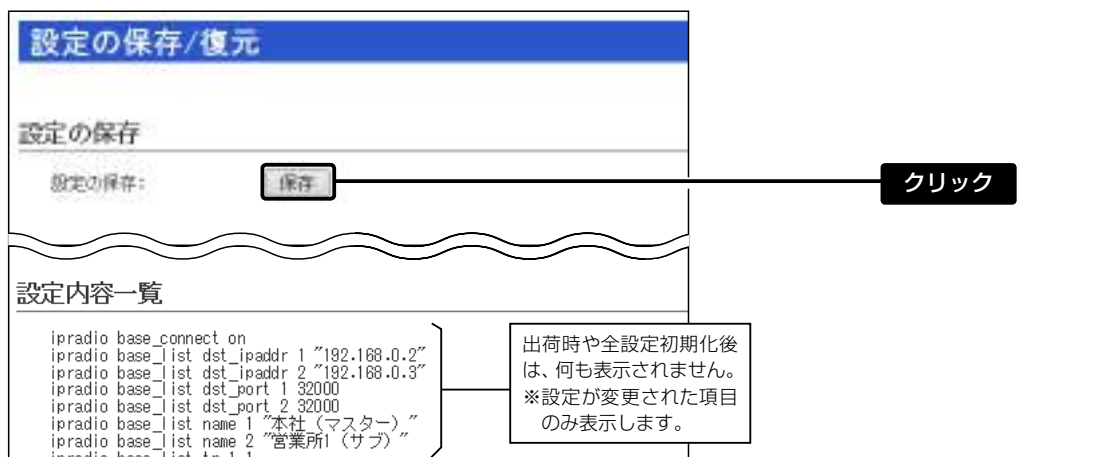 設定の保存/復元
設定の保存
設定の保存:
保存
クリック
設定内容一覧
ipradio base_connect on
ipradio base_list dst_ipaddr 1 "192.168.0.2"
ipradio base_list dst_ipaddr 2 "192.168.0.3"
ipradio base_list dst_port 1 32000
ipradio base_list dst_port 2 32000
ipradio base_list name 1 "本社（マスター）"
ipradio base_list name 2 "営業所1（サブ）"
出荷時や全設定初期化後
は、何も表示されません。
※設定が変更された項目
のみ表示します。